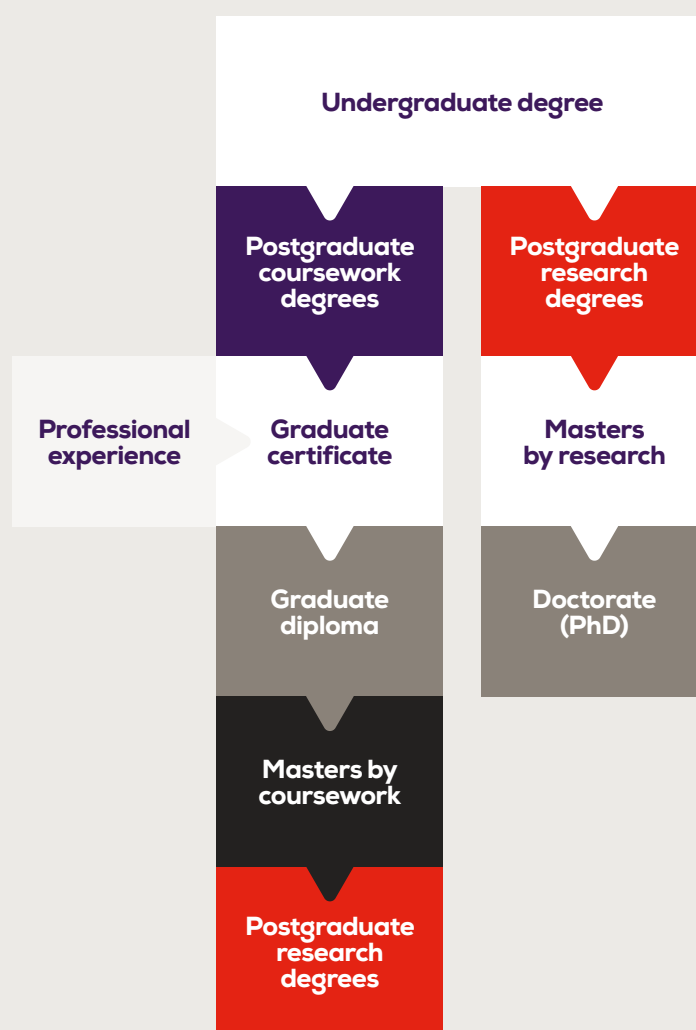 Undergraduate degree
Postgraduate
coursework
degrees
Postgraduate
research
degrees
Professional
experience
Graduate
certificate
Masters
by research
Graduate
diploma
Doctorate
(PhD)
Masters by
coursework
Postgraduate
research
degrees